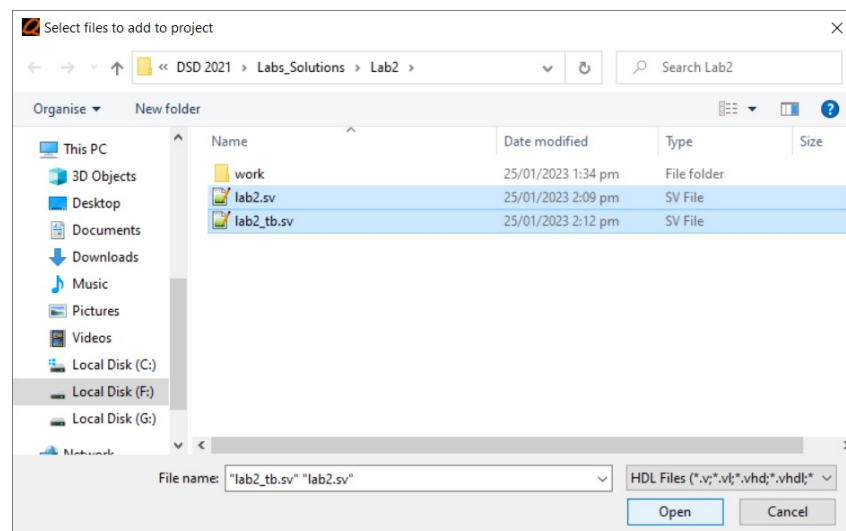 Select files to add to project
« DSD 2021 › Labs_Solutions › Lab2 ›
Search Lab2
Organise
New folder
Name Date modified Type Size
This PC
3D Objects
Desktop
Documents
Downloads
Music
Pictures
Videos
Local Disk (C:)
Local Disk (F:)
Local Disk (G:)
Network
work 25/01/2023 1:34 pm File folder
lab2.sv 25/01/2023 2:09 pm SV File
lab2_tb.sv 25/01/2023 2:12 pm SV File
File name: "lab2_tb.sv" "lab2.sv"
HDL Files (*.v;*.vl;*.vhd;*.vhdl;*
Open
Cancel